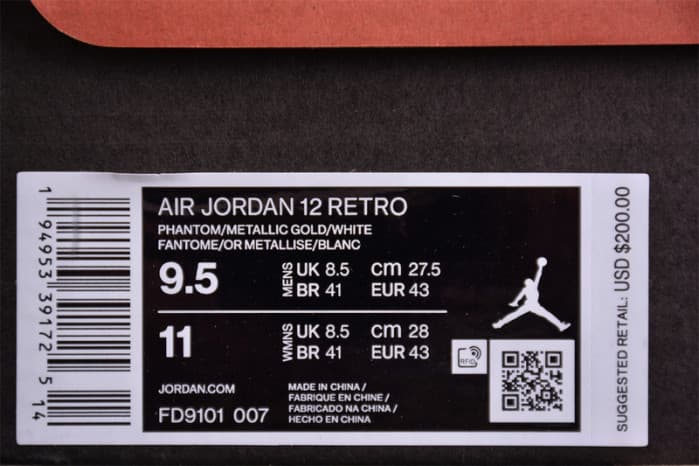 AIR JORDAN 12 RETRO
PHANTOM/METALLIC GOLD/WHITE
FANTOME/OR METALLISE/BLANC
9.5 MENS UK 8.5 cm 27.5
BR 41 EUR 43
11 WMNS UK 8.5 cm 28
BR 41 EUR 43
RFID
JORDAN.COM
FD9101 007
MADE IN CHINA /
FABRIQUE EN CHINE /
FABRICADO NA CHINA /
HECHO EN CHINA
1 94953 39172 5 14
SUGGESTED RETAIL: USD $200.00